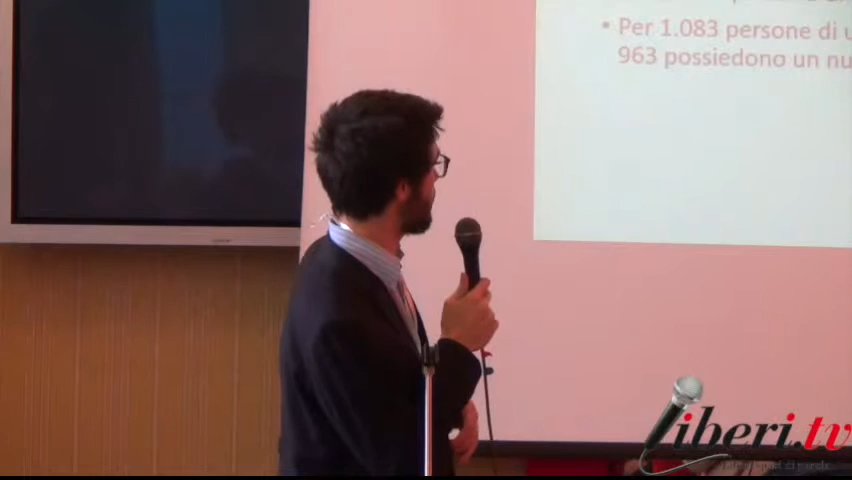 • Per 1.083 persone di u
963 possiedono un nu
liberi.tv